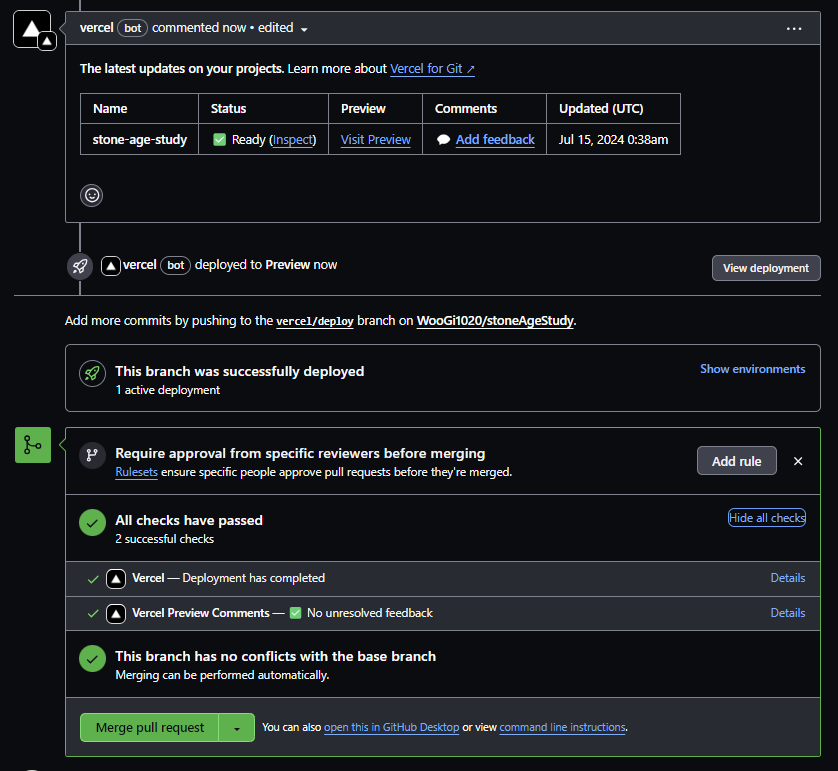 vercel bot commented now • edited
The latest updates on your projects. Learn more about Vercel for Git ↗
Name Status Preview Comments Updated (UTC)
stone-age-study ✅ Ready (Inspect) Visit Preview 💬 Add feedback Jul 15, 2024 0:38am
vercel bot deployed to Preview now
View deployment
Add more commits by pushing to the vercel/deploy branch on WooGi1020/stoneAgeStudy.
This branch was successfully deployed
Show environments
1 active deployment
Require approval from specific reviewers before merging
Add rule
Rulesets ensure specific people approve pull requests before they're merged.
All checks have passed
Hide all checks
2 successful checks
Vercel — Deployment has completed Details
Vercel Preview Comments — ✅ No unresolved feedback Details
This branch has no conflicts with the base branch
Merging can be performed automatically.
Merge pull request You can also open this in GitHub Desktop or view command line instructions.